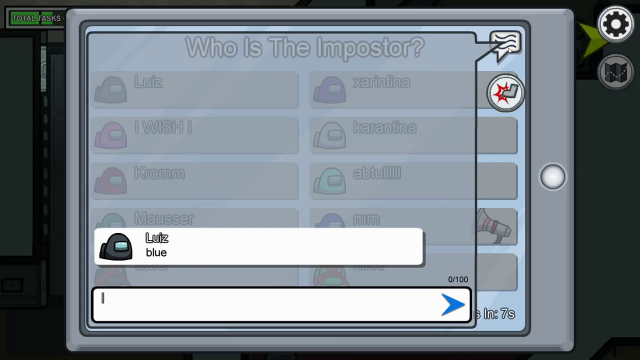 TOTAL TASKS
Who Is The Impostor?
Luiz
xarintina
I WISH I
karantina
Kromm
Mausser
mm
Luiz
blue
0/100
s In: 7s